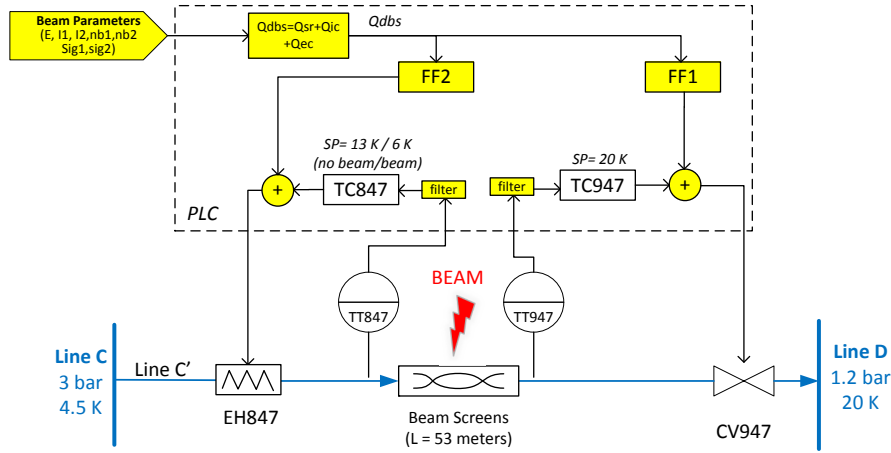 Beam Parameters
(E, I1, I2,nb1,nb2
Sig1,sig2)
Qdbs=Qsr+Qic
+Qec
Qdbs
FF2
FF1
SP= 13 K / 6 K
(no beam/beam)
SP= 20 K
+
TC847
filter
filter
TC947
+
PLC
BEAM
TT847
TT947
Line C
3 bar
4.5 K
Line C’
EH847
Beam Screens
(L = 53 meters)
CV947
Line D
1.2 bar
20 K